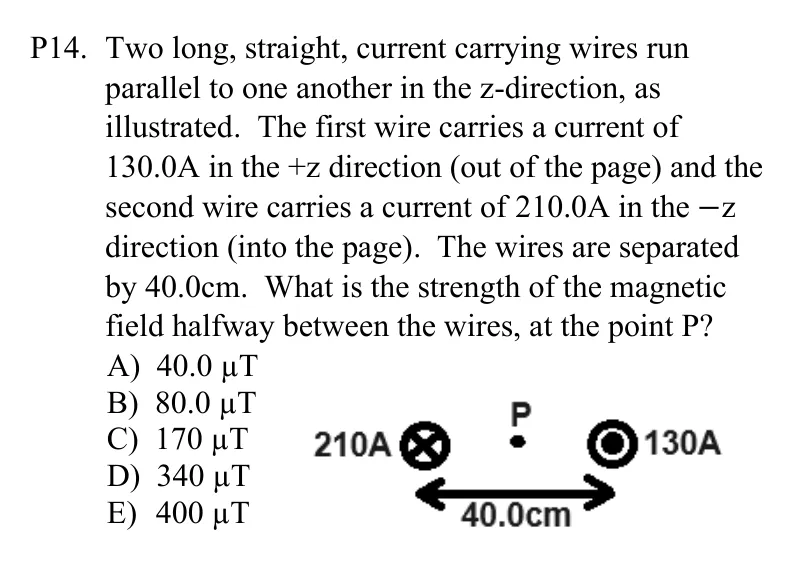 P14. Two long, straight, current carrying wires run
parallel to one another in the z-direction, as
illustrated. The first wire carries a current of
130.0A in the +z direction (out of the page) and the
second wire carries a current of 210.0A in the −z
direction (into the page). The wires are separated
by 40.0cm. What is the strength of the magnetic
field halfway between the wires, at the point P?
A) 40.0 μT
B) 80.0 μT
C) 170 μT
D) 340 μT
E) 400 μT
P
210A
130A
40.0cm